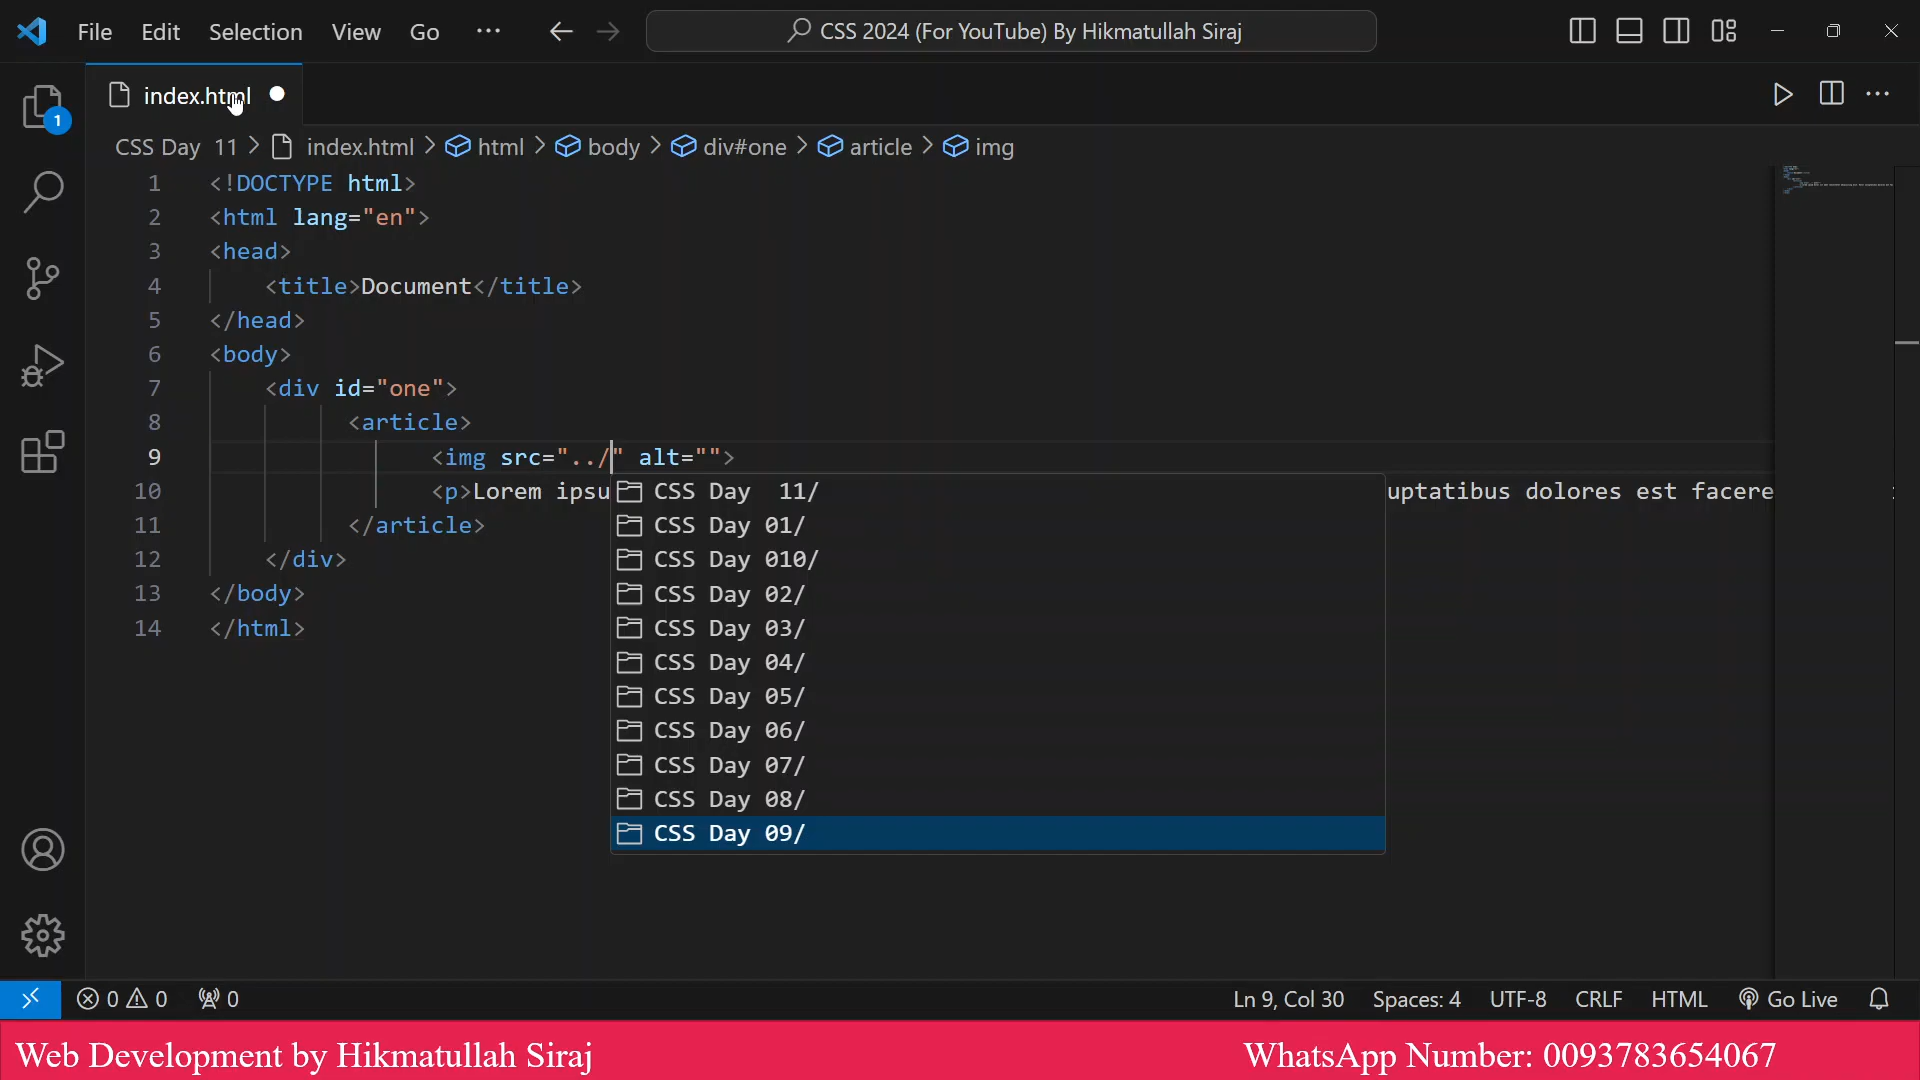 File Edit Selection View Go ··· CSS 2024 (For YouTube) By Hikmatullah Siraj
1
index.html
CSS Day  11 > index.html > html > body > div#one > article > img
1 <!DOCTYPE html>
2 <html lang="en">
3 <head>
4 <title>Document</title>
5 </head>
6 <body>
7 <div id="one">
8 <article>
9 <img src="../" alt="">
10 <p>Lorem ipsu uptatibus dolores est facere
11 </article>
12 </div>
13 </body>
14 </html>
CSS Day  11/
CSS Day 01/
CSS Day 010/
CSS Day 02/
CSS Day 03/
CSS Day 04/
CSS Day 05/
CSS Day 06/
CSS Day 07/
CSS Day 08/
CSS Day 09/
0 0 0 Ln 9, Col 30 Spaces: 4 UTF-8 CRLF HTML Go Live
Web Development by Hikmatullah Siraj WhatsApp Number: 0093783654067